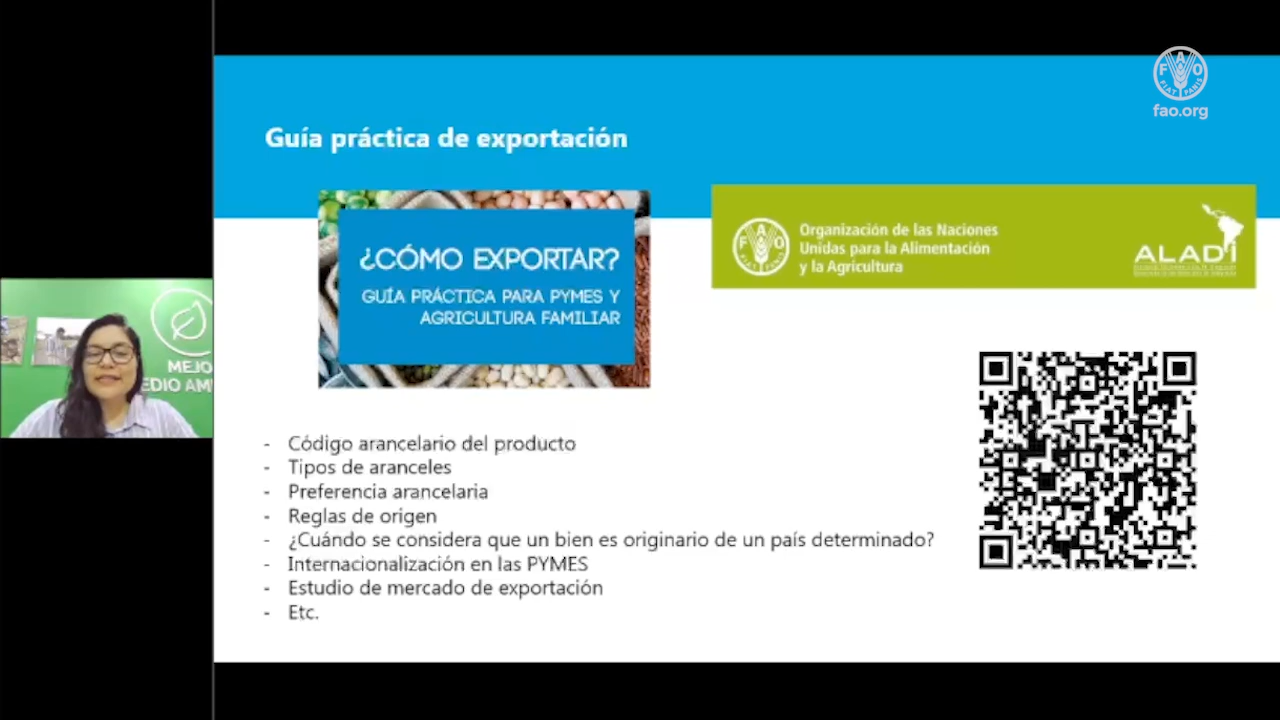 fao.org
Guía práctica de exportación
¿CÓMO EXPORTAR?
GUÍA PRÁCTICA PARA PYMES Y
AGRICULTURA FAMILIAR
FAO
FIAT PANIS
Organización de las Naciones
Unidas para la Alimentación
y la Agricultura
ALADI
MEJO
EDIO AM
- Código arancelario del producto
- Tipos de aranceles
- Preferencia arancelaria
- Reglas de origen
- ¿Cuándo se considera que un bien es originario de un país determinado?
- Internacionalización en las PYMES
- Estudio de mercado de exportación
- Etc.